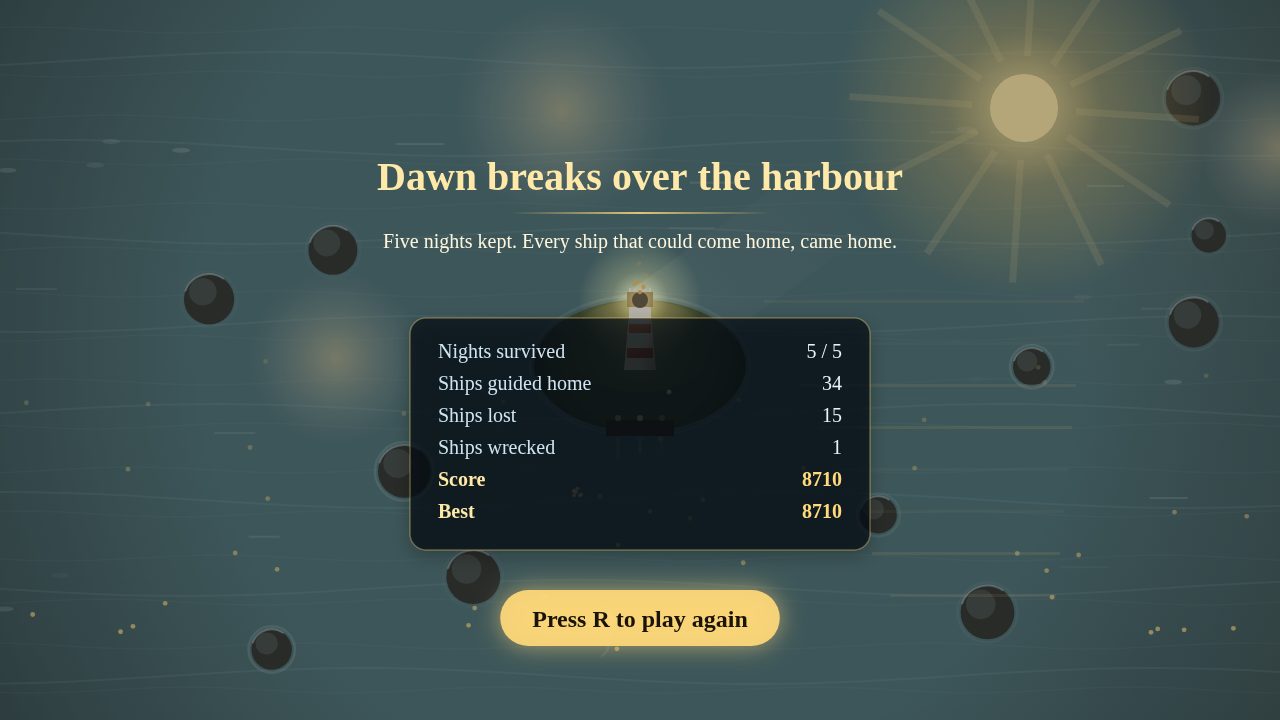 Dawn breaks over the harbour
Five nights kept. Every ship that could come home, came home.
Nights survived 5 / 5
Ships guided home 34
Ships lost 15
Ships wrecked 1
Score 8710
Best 8710
Press R to play again